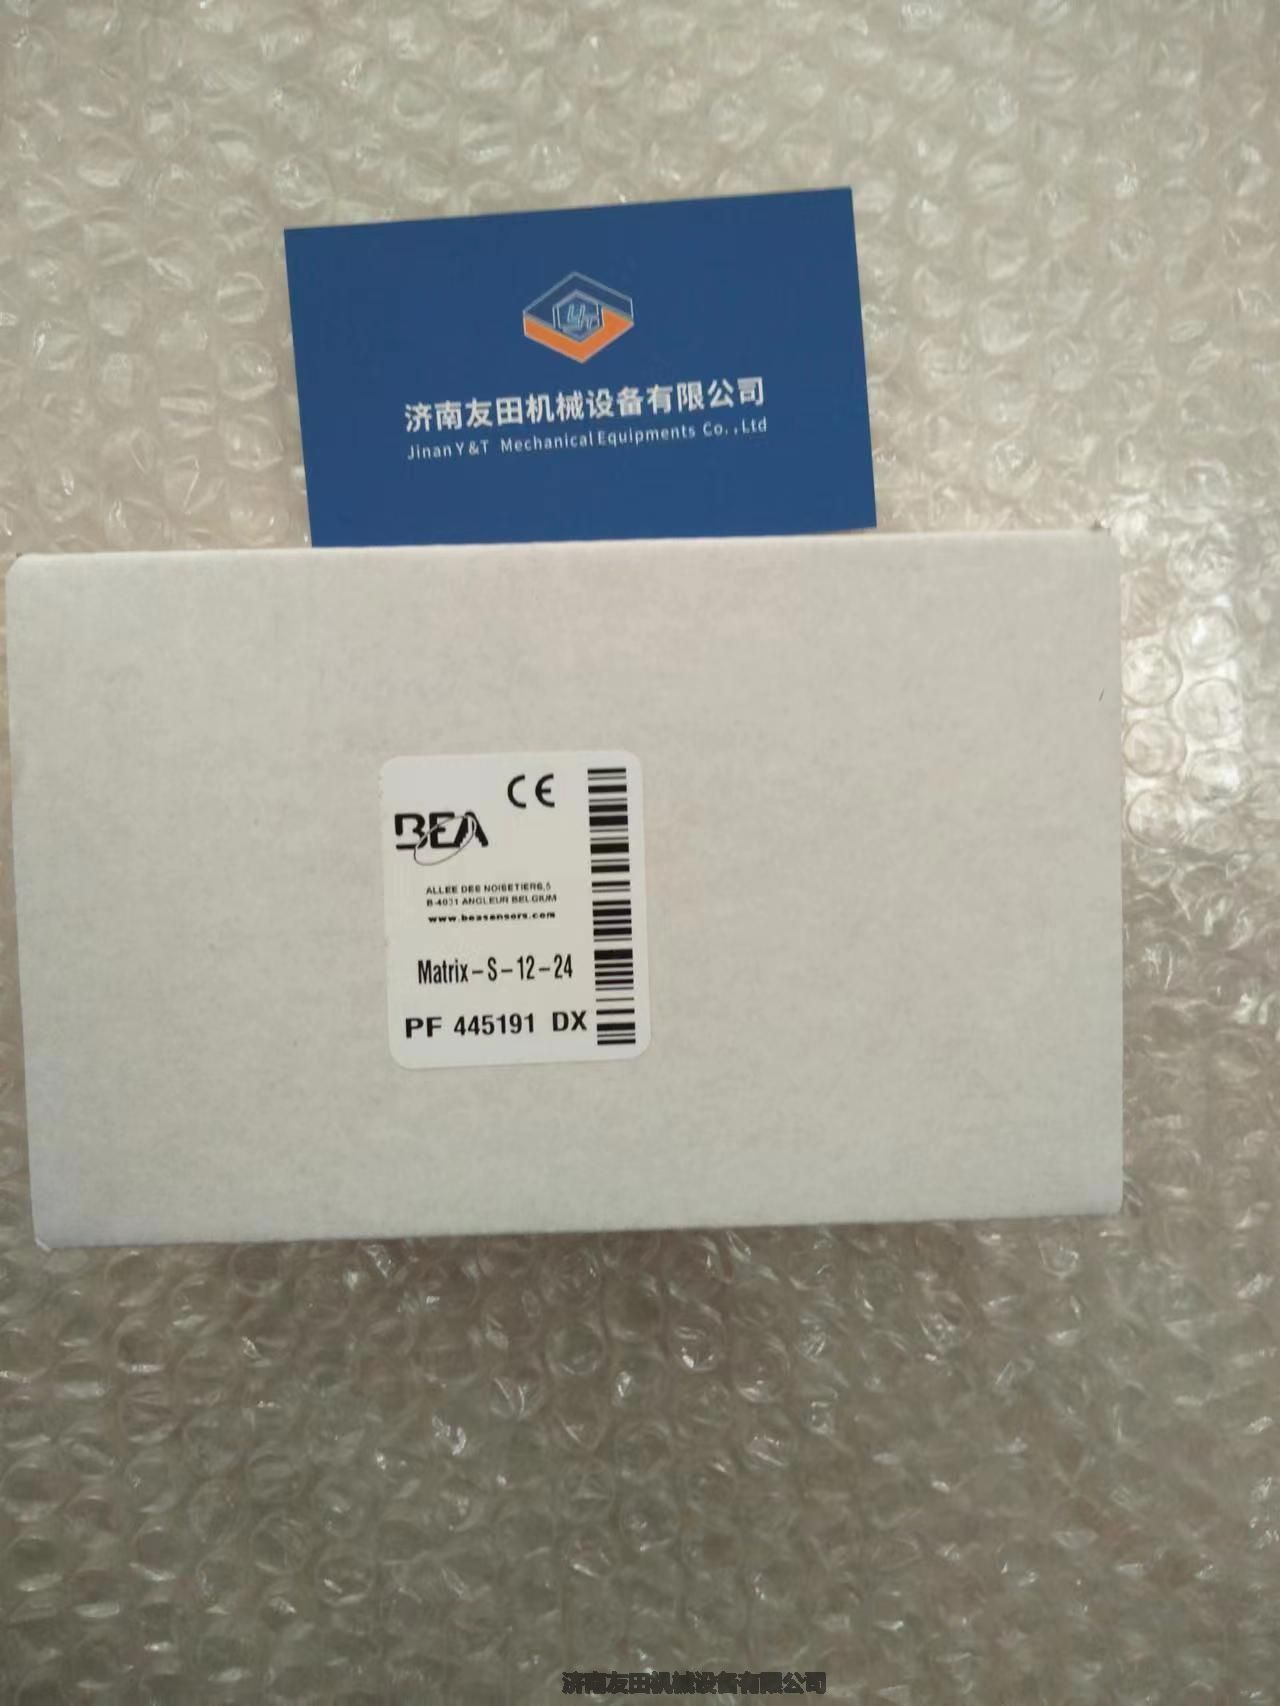 YT
济南友田机械设备有限公司
Jinan Y&T Mechanical Equipments Co.,Ltd
CE
BEA
ALLEE DES NOISETIERS,5
B-4031 ANGLEUR BELGIUM
www.beasensors.com
Matrix-S-12-24
PF 445191 DX
济南友田机械设备有限公司